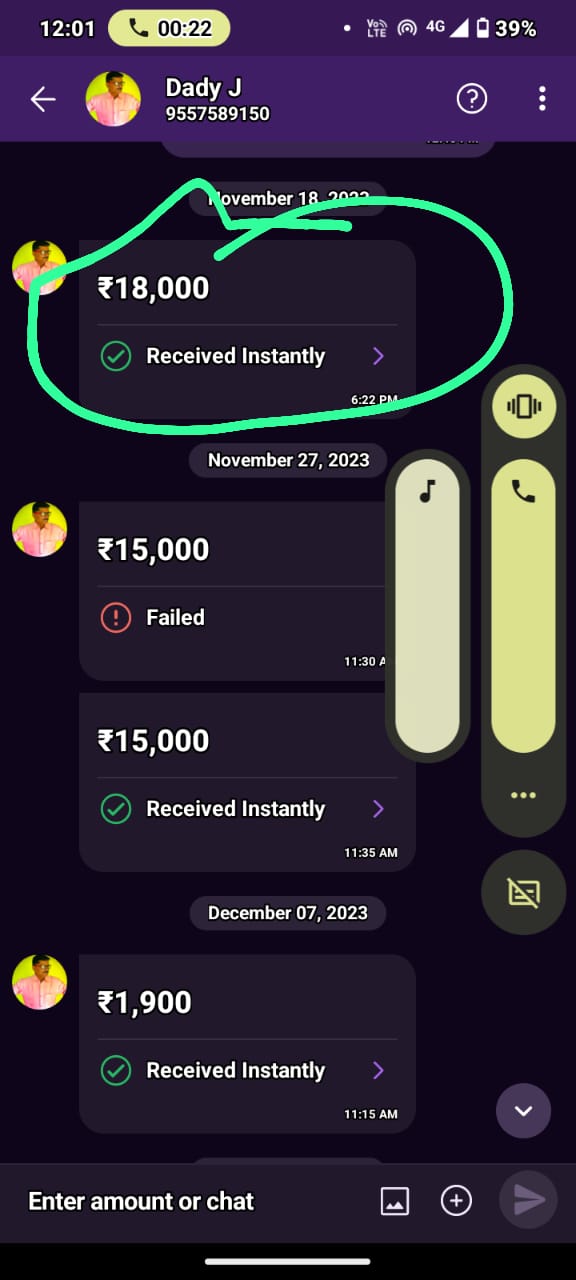 12:01 00:22 Vo) LTE 4G 39%
Dady J
9557589150
November 18, 2023
₹18,000
Received Instantly
6:22 PM
November 27, 2023
₹15,000
Failed
11:30 A
₹15,000
Received Instantly
11:35 AM
December 07, 2023
₹1,900
Received Instantly
11:15 AM
Enter amount or chat